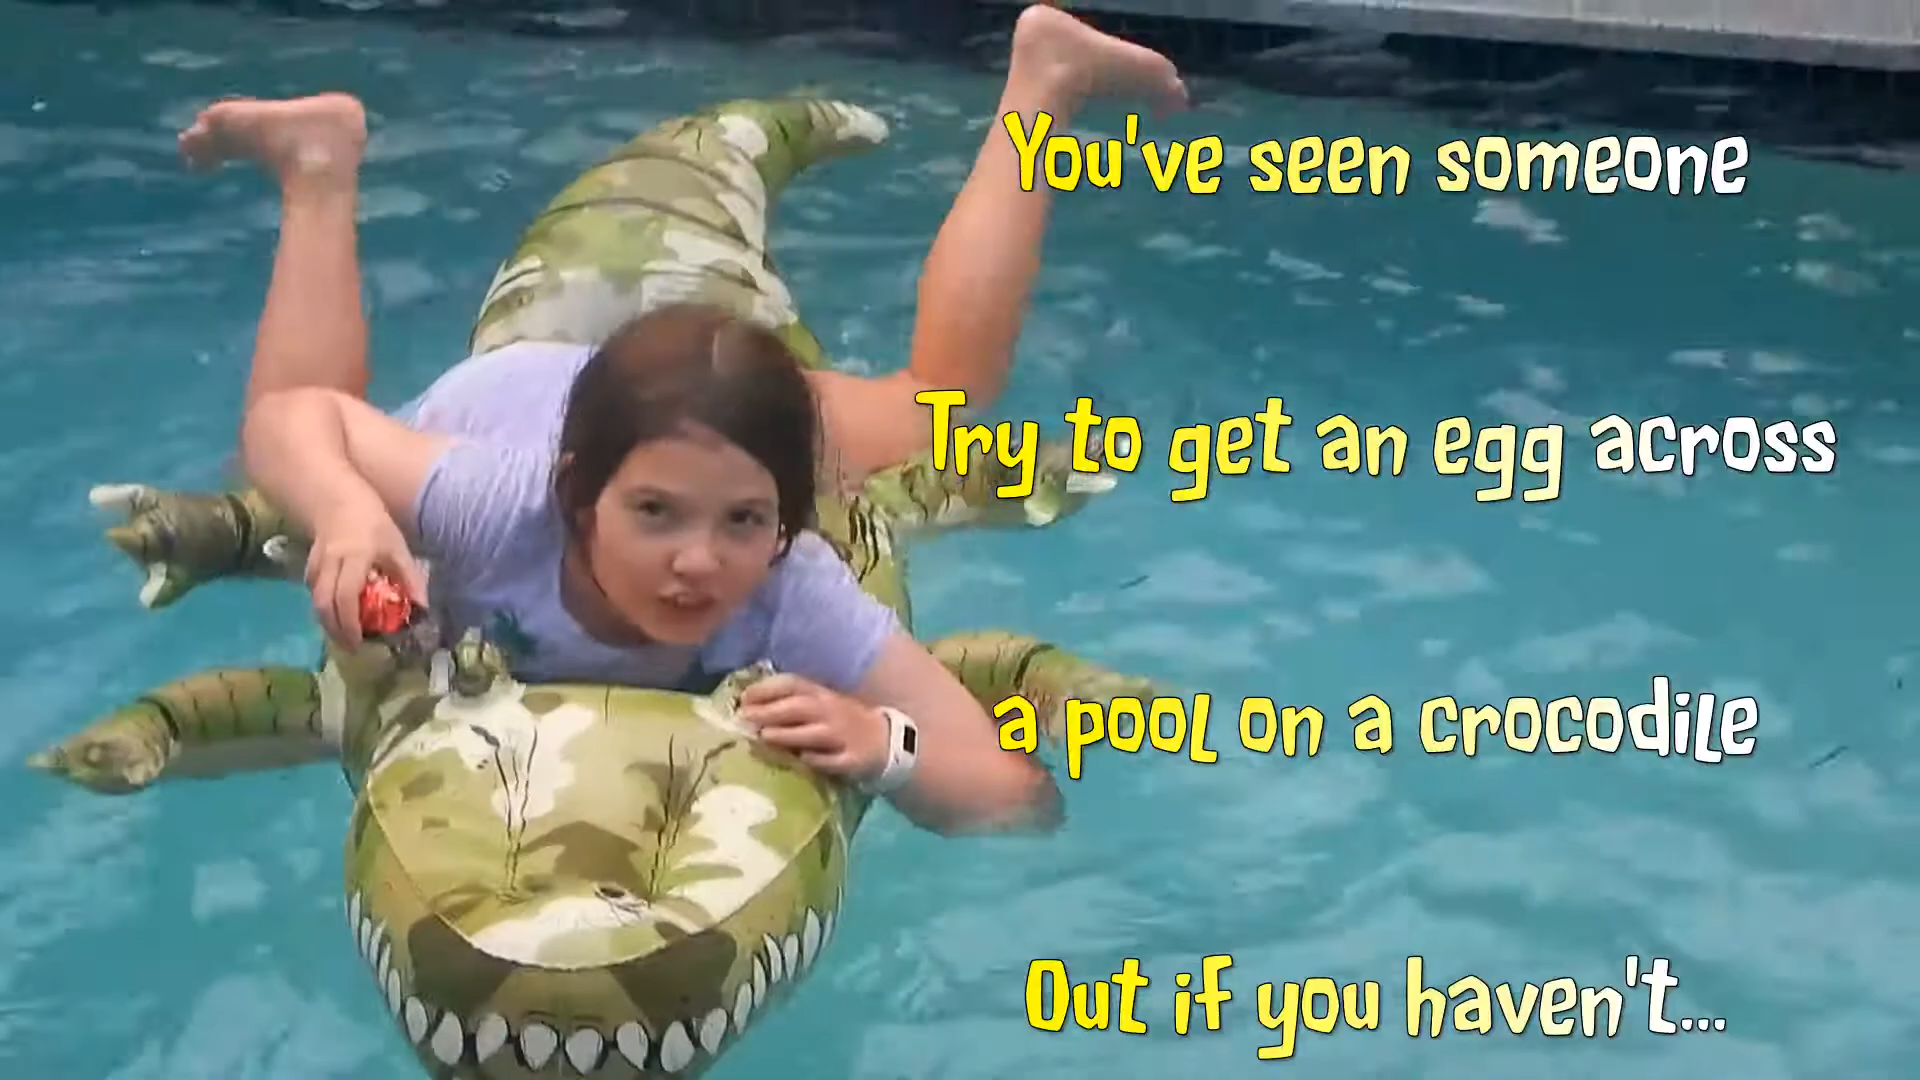 You've seen someone
Try to get an egg across
a pool on a crocodile
Out if you haven't...